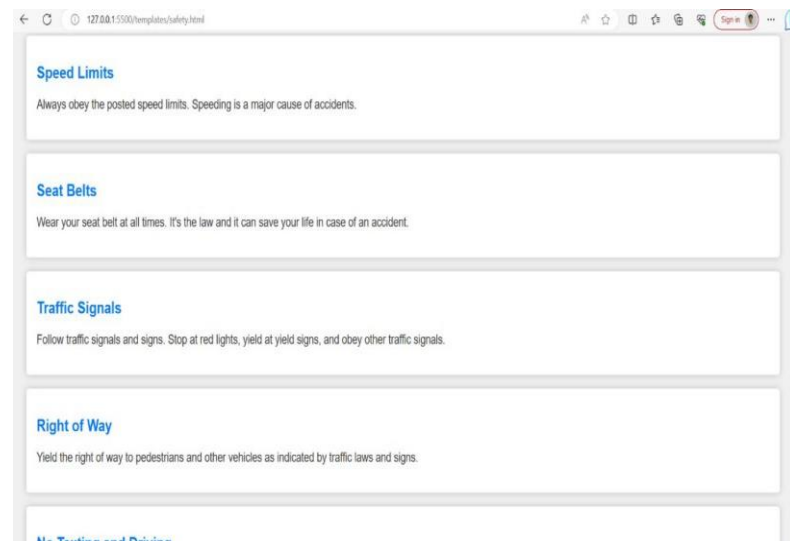 127.0.0.1:5500/templates/safety.html
Sign in
Speed Limits
Always obey the posted speed limits. Speeding is a major cause of accidents.
Seat Belts
Wear your seat belt at all times. It's the law and it can save your life in case of an accident.
Traffic Signals
Follow traffic signals and signs. Stop at red lights, yield at yield signs, and obey other traffic signals.
Right of Way
Yield the right of way to pedestrians and other vehicles as indicated by traffic laws and signs.
No Texting and Driving